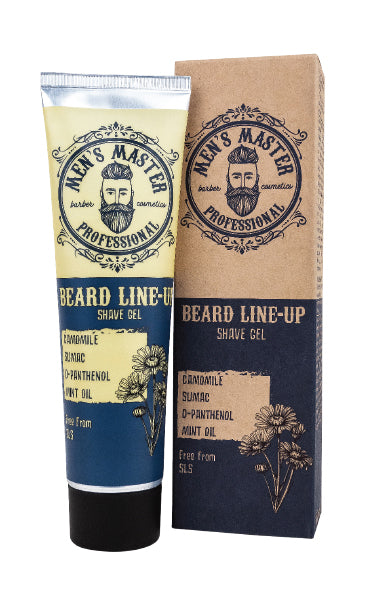 MEN'S MASTER
barber cosmetics
PROFESSIONAL
BEARD LINE-UP
SHAVE GEL
CAMOMILE
SUMAC
D-PANTHENOL
MINT OIL
free from
SLS
MEN'S MASTER
barber cosmetics
PROFESSIONAL
BEARD LINE-UP
SHAVE GEL
CAMOMILE
SUMAC
D-PANTHENOL
MINT OIL
free from
SLS